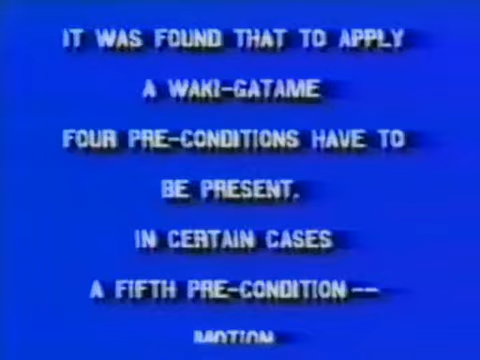 IT WAS FOUND THAT TO APPLY
A WAKI-GATAME
FOUR PRE-CONDITIONS HAVE TO
BE PRESENT.
IN CERTAIN CASES
A FIFTH PRE-CONDITION--
MOTION